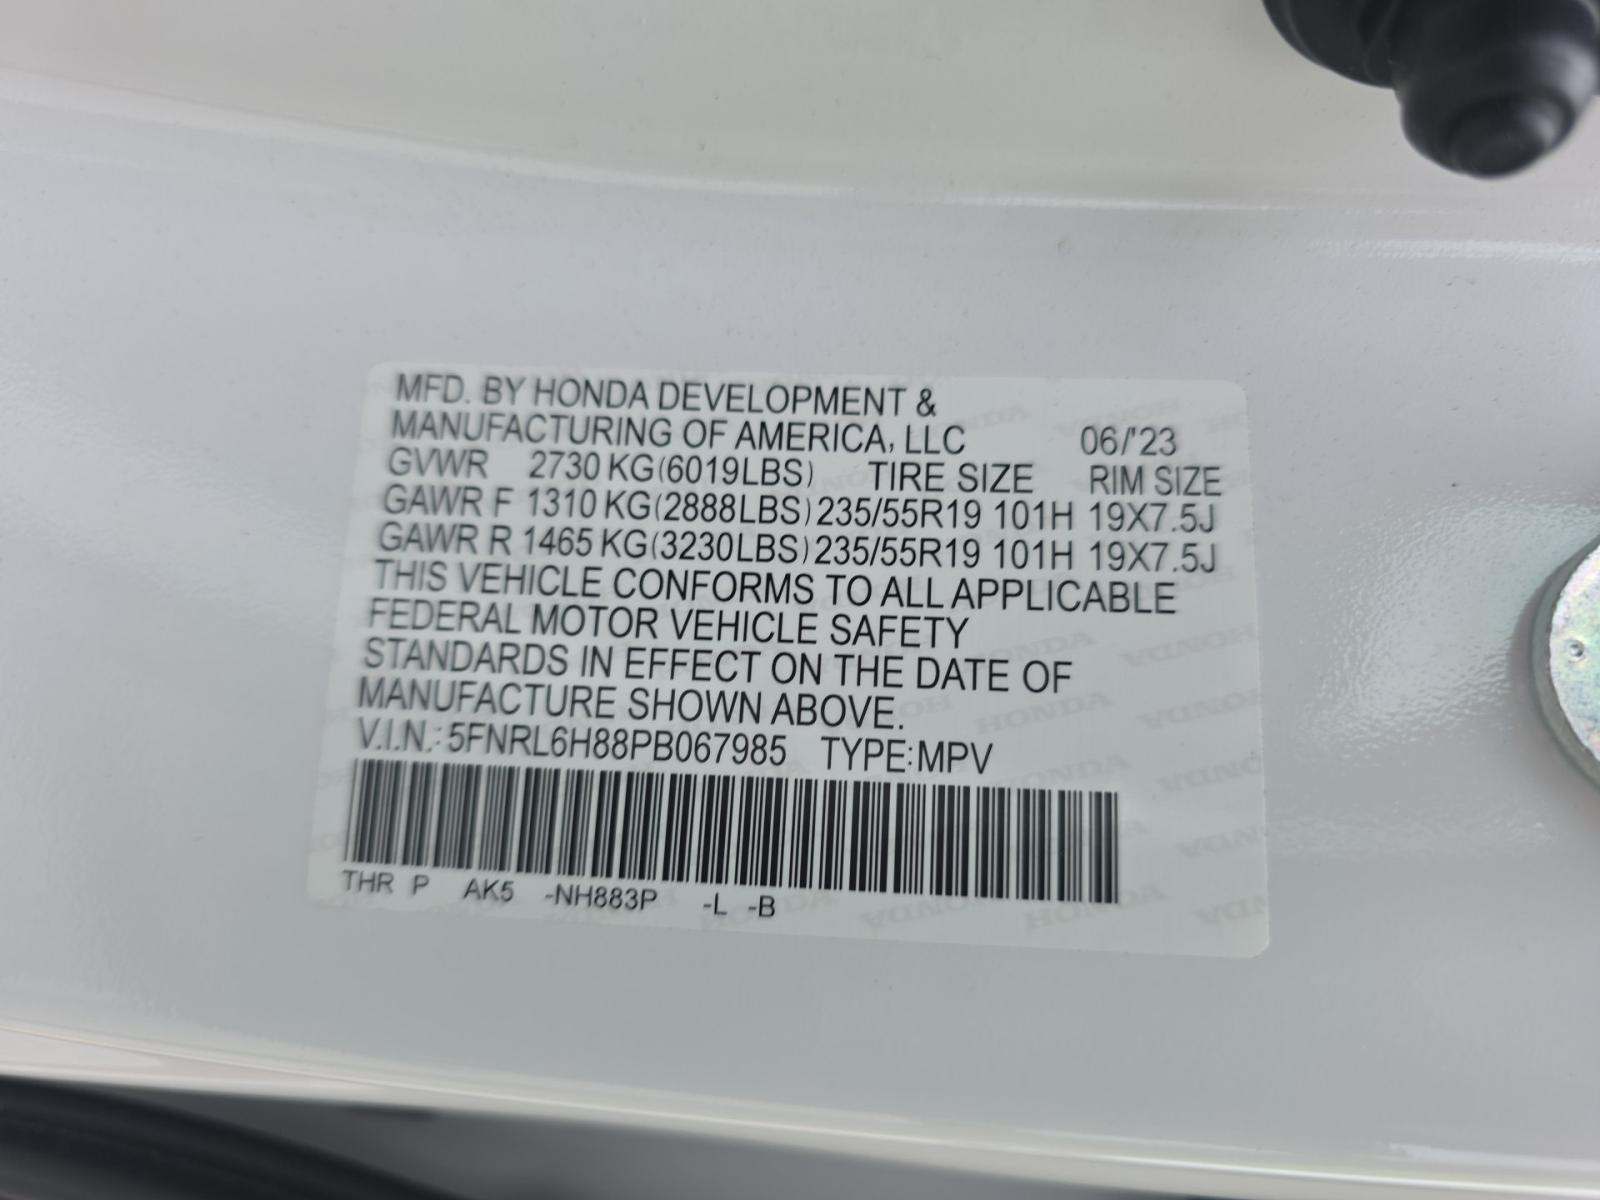 MFD. BY HONDA DEVELOPMENT &
MANUFACTURING OF AMERICA, LLC 06/'23
GVWR 2730 KG(6019LBS) TIRE SIZE RIM SIZE
GAWR F 1310 KG(2888LBS) 235/55R19 101H 19X7.5J
GAWR R 1465 KG(3230LBS) 235/55R19 101H 19X7.5J
THIS VEHICLE CONFORMS TO ALL APPLICABLE
FEDERAL MOTOR VEHICLE SAFETY
STANDARDS IN EFFECT ON THE DATE OF
MANUFACTURE SHOWN ABOVE.
V.I.N.: 5FNRL6H88PB067985 TYPE: MPV
THR P AK5 -NH883P -L -B